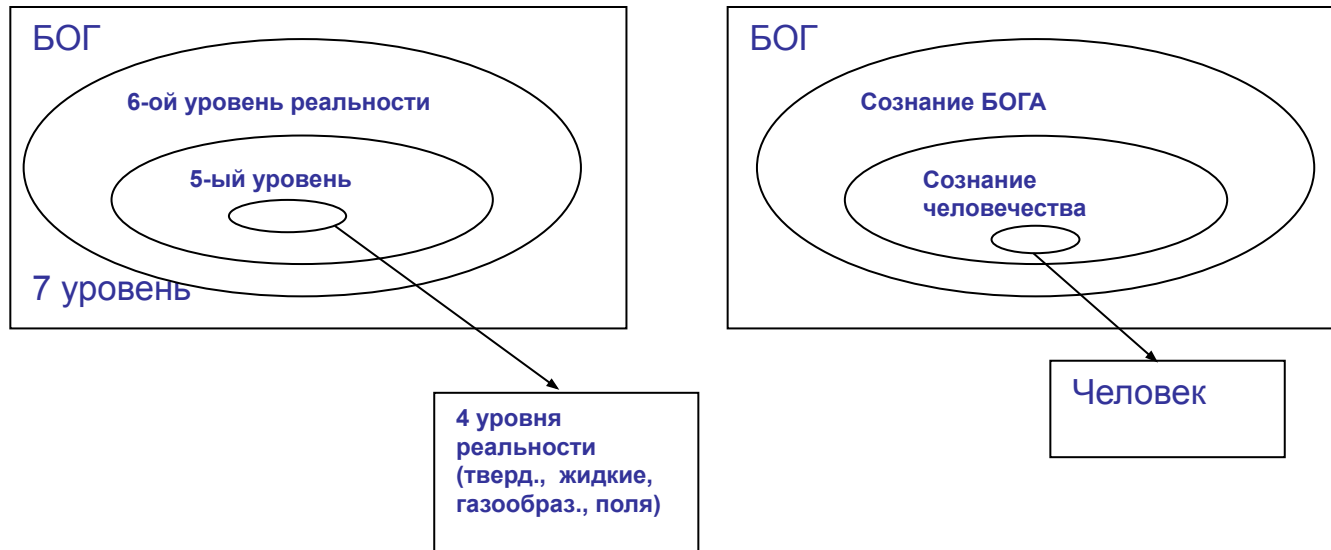 БОГ
6-ой уровень реальности
5-ый уровень
7 уровень
4 уровня
реальности
(тверд., жидкие,
газообраз., поля)
БОГ
Сознание БОГА
Сознание
человечества
Человек